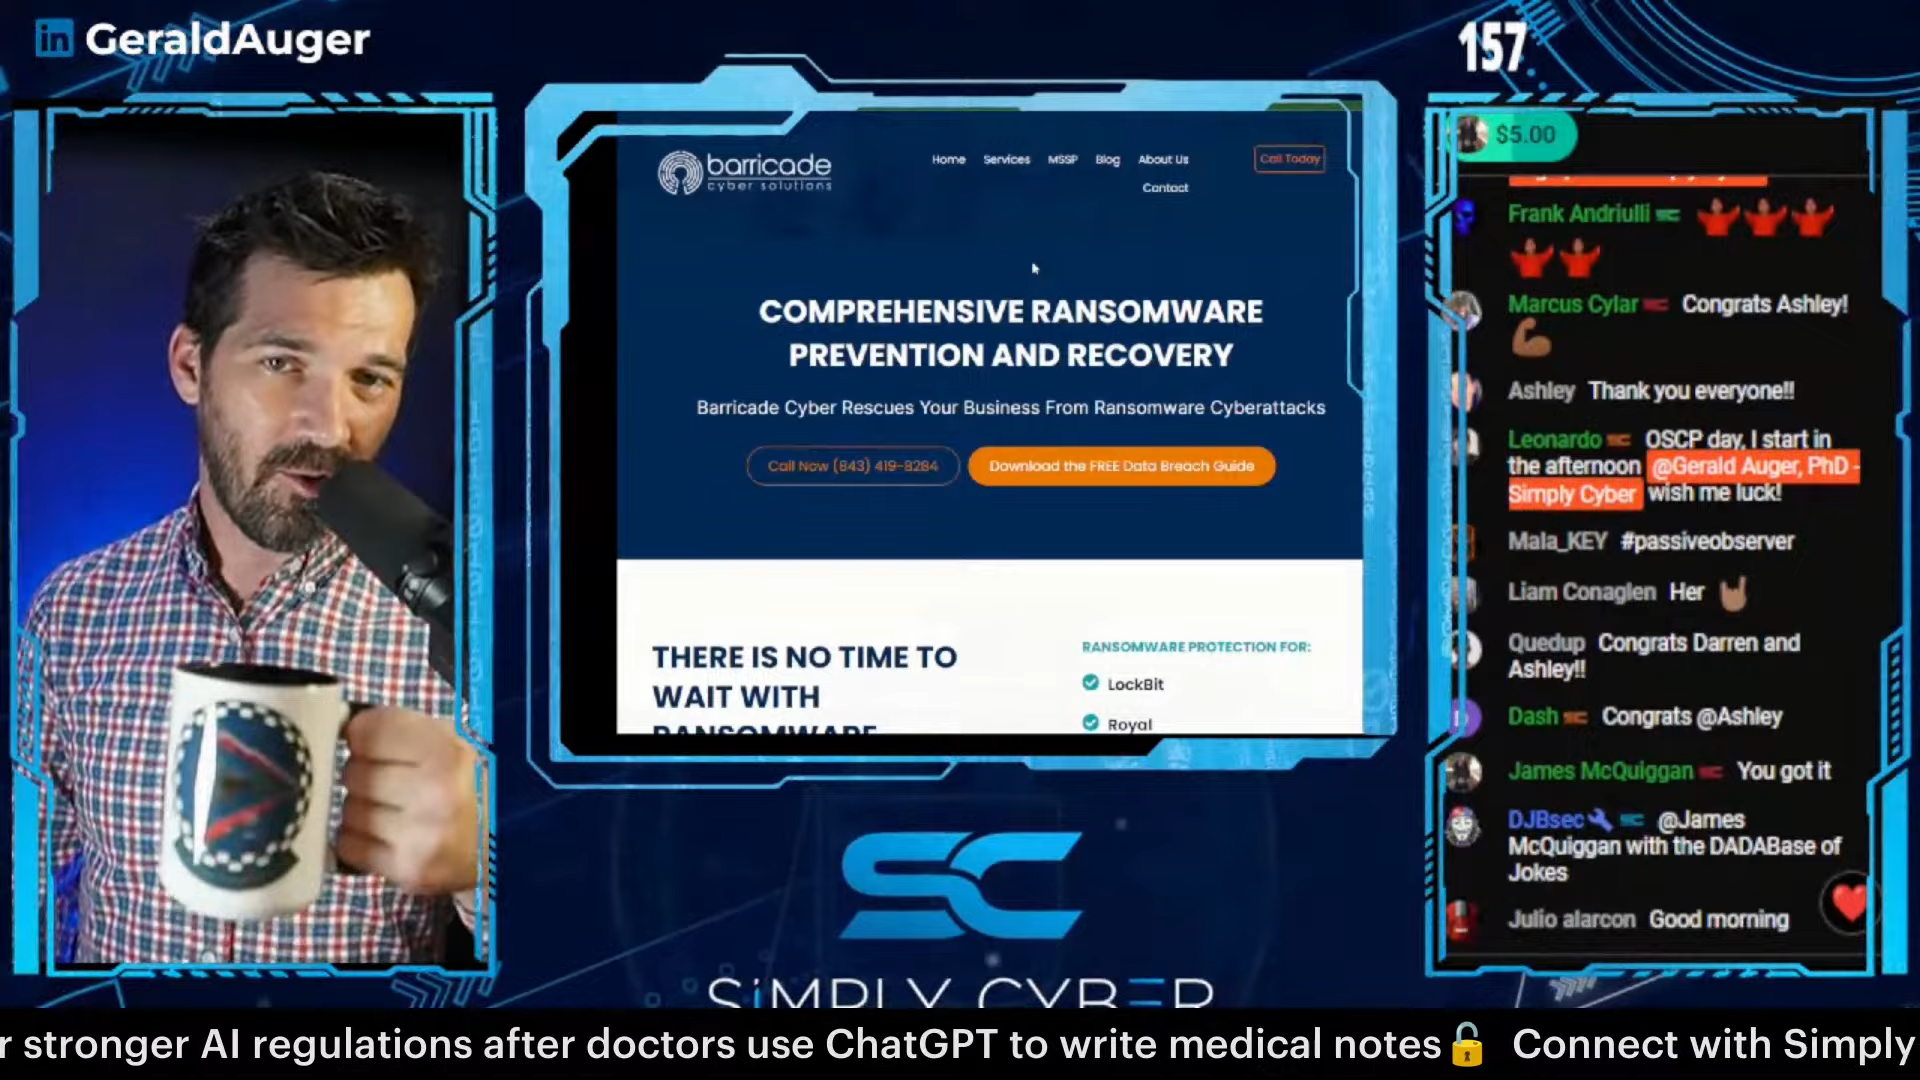 in GeraldAuger
157
barricade
cyber solutions
Home Services MSSP Blog About Us
Contact
Call Today
COMPREHENSIVE RANSOMWARE
PREVENTION AND RECOVERY
Barricade Cyber Rescues Your Business From Ransomware Cyberattacks
Call Now (843) 419-8284
Download the FREE Data Breach Guide
THERE IS NO TIME TO
WAIT WITH
RANSOMWARE
RANSOMWARE PROTECTION FOR:
LockBit
Royal
SC
SiMPLY CYBER
$5.00
Frank Andriulli
Marcus Cylar Congrats Ashley!
Ashley Thank you everyone!!
Leonardo OSCP day, I start in
the afternoon @Gerald Auger, PhD -
Simply Cyber wish me luck!
Mala_KEY #passiveobserver
Liam Conaglen Her
Quedup Congrats Darren and
Ashley!!
Dash Congrats @Ashley
James McQuiggan You got it
DJBsec @James
McQuiggan with the DADABase of
Jokes
Julio alarcon Good morning
r stronger AI regulations after doctors use ChatGPT to write medical notes🔓 Connect with Simply